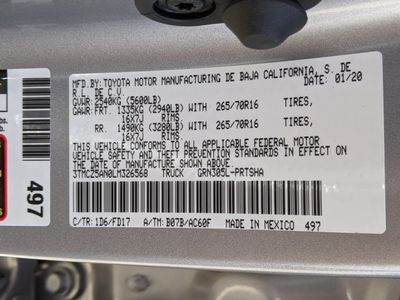 MFD.BY:TOYOTA MOTOR MANUFACTURING DE BAJA CALIFORNIA, S. DE
R.L. DE C.V. DATE: 01/20
GVWR: 2540KG (5600LB)
GAWR:FRT. 1335KG (2940LB) WITH 265/70R16 TIRES,
16X7J RIMS
RR. 1490KG (3280LB) WITH 265/70R16 TIRES,
16X7J RIMS
THIS VEHICLE CONFORMS TO ALL APPLICABLE FEDERAL MOTOR
VEHICLE SAFETY AND THEFT PREVENTION STANDARDS IN EFFECT ON
THE DATE OF MANUFACTURE SHOWN ABOVE.
3TMCZ5AN0LM326568 TRUCK GRN305L-PRTSHA
C/TR: 1D6/FD17 A/TM: B07B/AC60F MADE IN MEXICO 497
497